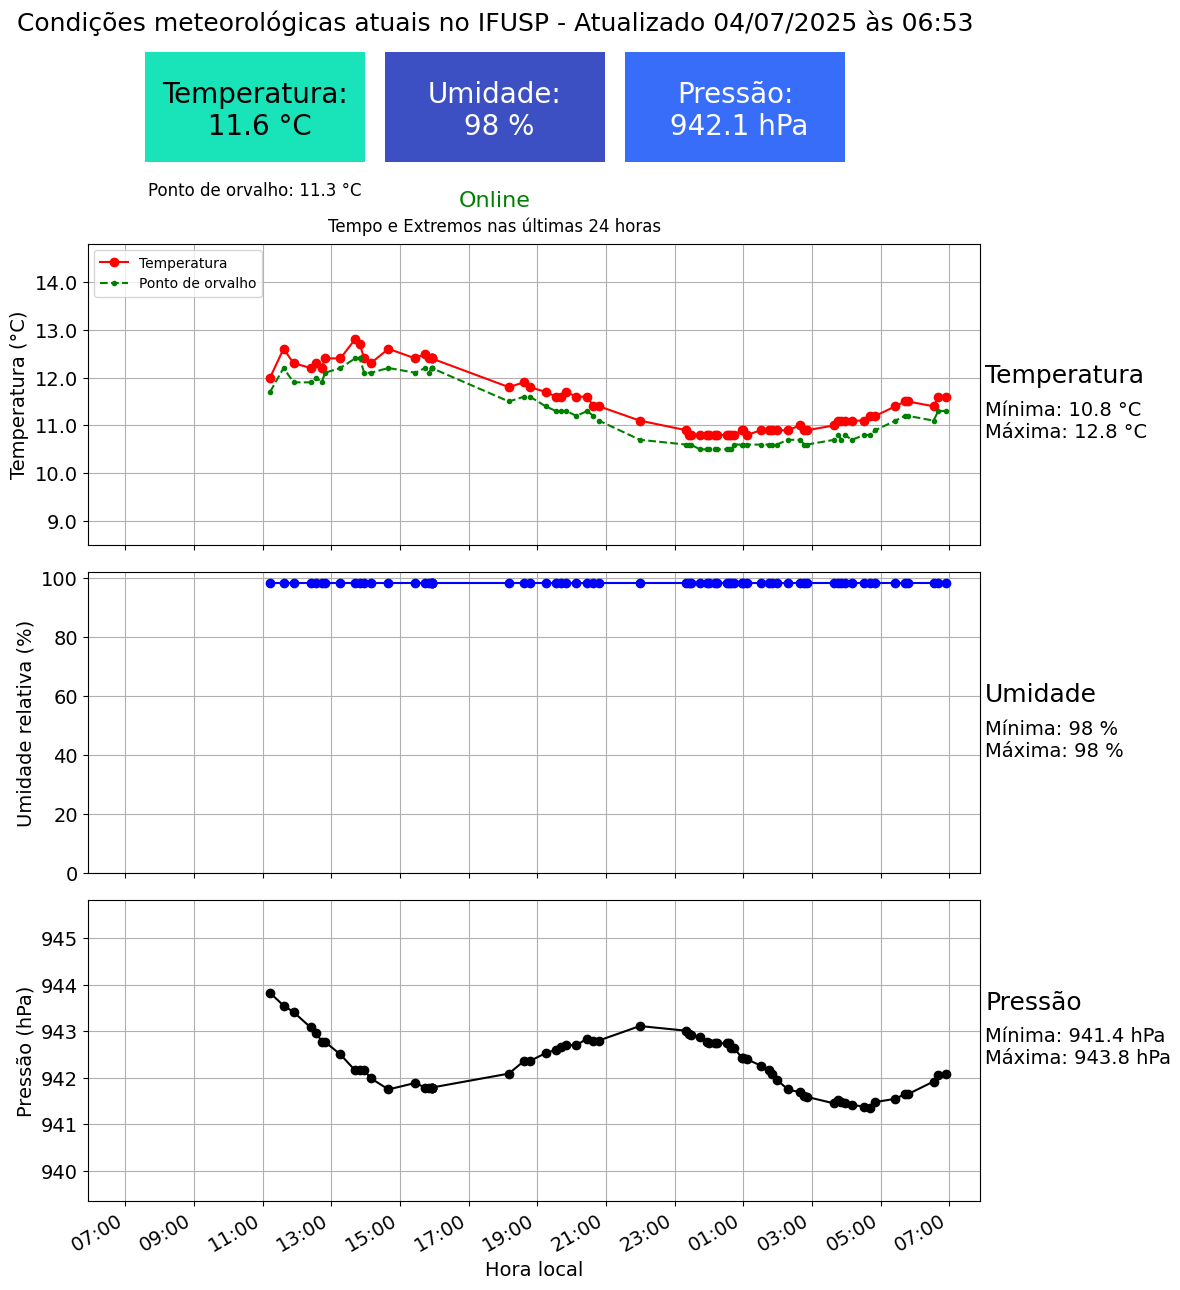 Condições meteorológicas atuais no IFUSP - Atualizado 04/07/2025 às 06:53
Temperatura:
11.6 °C
Umidade:
98 %
Pressão:
942.1 hPa
Ponto de orvalho: 11.3 °C
Online
Tempo e Extremos nas últimas 24 horas
Temperatura
Ponto de orvalho
Temperatura (°C)
14.0
13.0
12.0
11.0
10.0
9.0
Temperatura
Mínima: 10.8 °C
Máxima: 12.8 °C
Umidade relativa (%)
100
80
60
40
20
0
Umidade
Mínima: 98 %
Máxima: 98 %
Pressão (hPa)
945
944
943
942
941
940
Pressão
Mínima: 941.4 hPa
Máxima: 943.8 hPa
07:00
09:00
11:00
13:00
15:00
17:00
19:00
21:00
23:00
01:00
03:00
05:00
07:00
Hora local